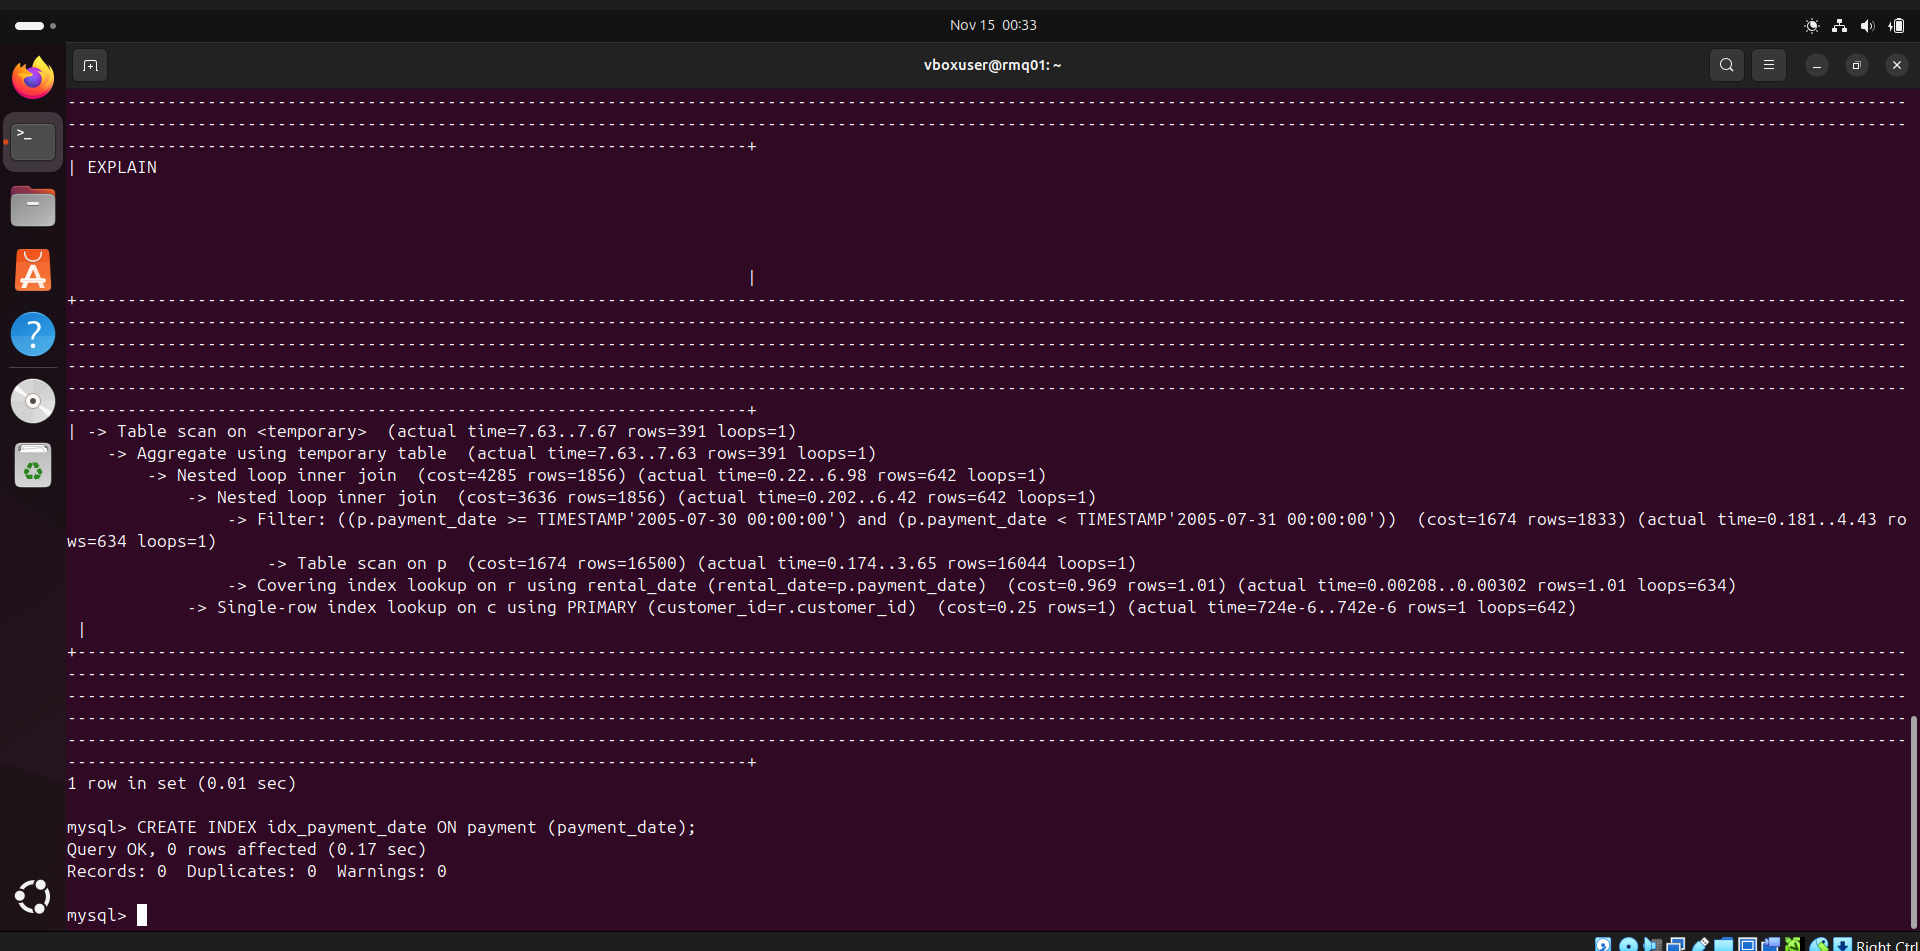 Nov 15 00:33
vboxuser@rmq01: ~
----------------------------------------------------------------------------------------------------------------------------------------------------------------------------------------
----------------------------------------------------------------------------------------------------------------------------------------------------------------------------------------
--------------------------------------------------------------------+
| EXPLAIN
|
+---------------------------------------------------------------------------------------------------------------------------------------------------------------------------------------
----------------------------------------------------------------------------------------------------------------------------------------------------------------------------------------
----------------------------------------------------------------------------------------------------------------------------------------------------------------------------------------
----------------------------------------------------------------------------------------------------------------------------------------------------------------------------------------
----------------------------------------------------------------------------------------------------------------------------------------------------------------------------------------
--------------------------------------------------------------------+
| -> Table scan on <temporary>  (actual time=7.63..7.67 rows=391 loops=1)
-> Aggregate using temporary table  (actual time=7.63..7.63 rows=391 loops=1)
-> Nested loop inner join  (cost=4285 rows=1856) (actual time=0.22..6.98 rows=642 loops=1)
-> Nested loop inner join  (cost=3636 rows=1856) (actual time=0.202..6.42 rows=642 loops=1)
-> Filter: ((p.payment_date >= TIMESTAMP'2005-07-30 00:00:00') and (p.payment_date < TIMESTAMP'2005-07-31 00:00:00'))  (cost=1674 rows=1833) (actual time=0.181..4.43 ro
ws=634 loops=1)
-> Table scan on p  (cost=1674 rows=16500) (actual time=0.174..3.65 rows=16044 loops=1)
-> Covering index lookup on r using rental_date (rental_date=p.payment_date)  (cost=0.969 rows=1.01) (actual time=0.00208..0.00302 rows=1.01 loops=634)
-> Single-row index lookup on c using PRIMARY (customer_id=r.customer_id)  (cost=0.25 rows=1) (actual time=724e-6..742e-6 rows=1 loops=642)
|
+---------------------------------------------------------------------------------------------------------------------------------------------------------------------------------------
----------------------------------------------------------------------------------------------------------------------------------------------------------------------------------------
----------------------------------------------------------------------------------------------------------------------------------------------------------------------------------------
----------------------------------------------------------------------------------------------------------------------------------------------------------------------------------------
----------------------------------------------------------------------------------------------------------------------------------------------------------------------------------------
--------------------------------------------------------------------+
1 row in set (0.01 sec)
mysql> CREATE INDEX idx_payment_date ON payment (payment_date);
Query OK, 0 rows affected (0.17 sec)
Records: 0  Duplicates: 0  Warnings: 0
mysql>
Right Ctrl